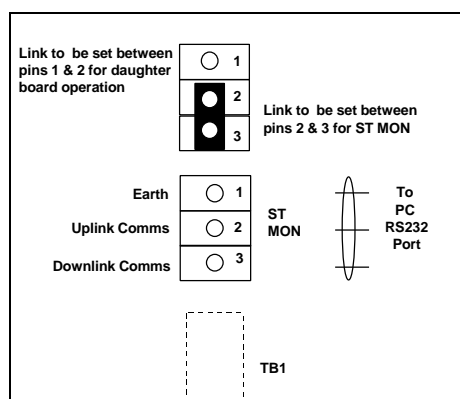 Link to be set between
pins 1 & 2 for daughter
board operation
1
2
3
Link to be set between
pins 2 & 3 for ST MON
Earth
1
Uplink Comms
2
Downlink Comms
3
ST
MON
To
PC
RS232
Port
TB1